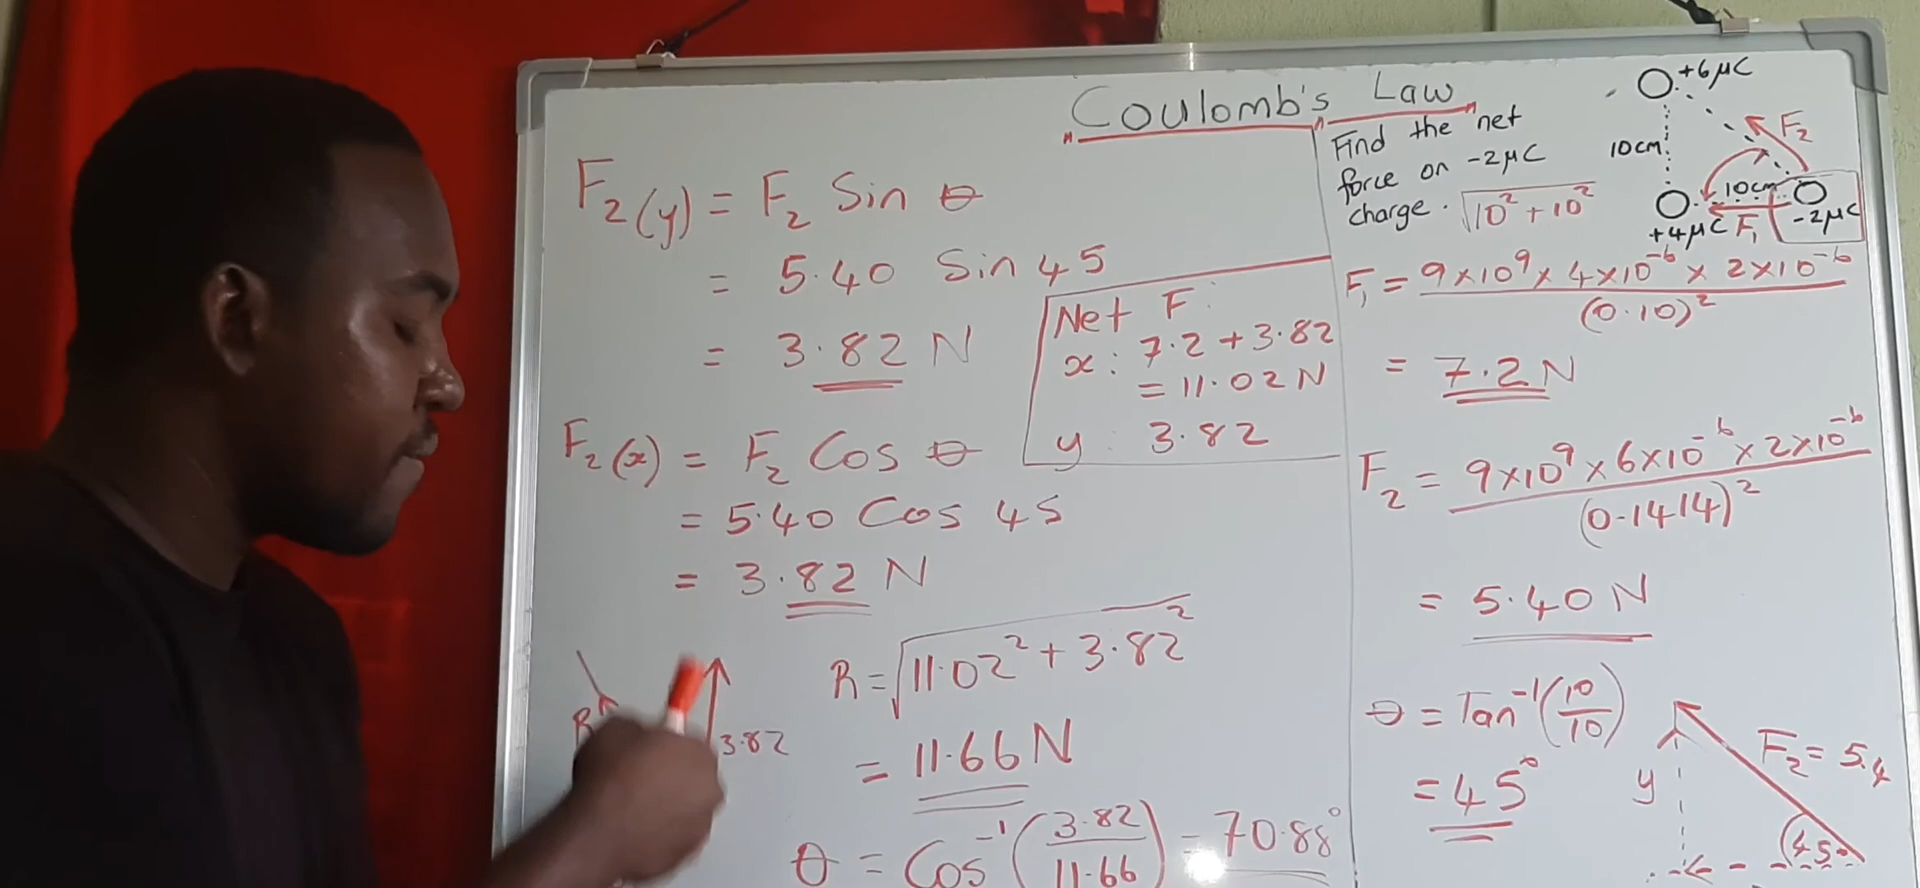 Coulomb's Law
F₂(y) = F₂ Sin θ
= 5.40 Sin 45
= 3.82 N
F₂(x) = F₂ Cos θ
= 5.40 Cos 45
= 3.82 N
Net F:
x: 7.2 + 3.82
= 11.02 N
y: 3.82
R
3.82
R = √11.02² + 3.82²
= 11.66 N
θ = Cos⁻¹(3.82/11.66) = 70.88°
Find the net
force on -2μC
charge. √10² + 10²
+6μC
F₂
10cm
10cm
+4μC
F₁
-2μC
F₁ = 9×10⁹ × 4×10⁻⁶ × 2×10⁻⁶ / (0.10)²
= 7.2 N
F₂ = 9×10⁹ × 6×10⁻⁶ × 2×10⁻⁶ / (0.1414)²
= 5.40 N
θ = Tan⁻¹(10/10)
= 45°
F₂ = 5.4
y
45°